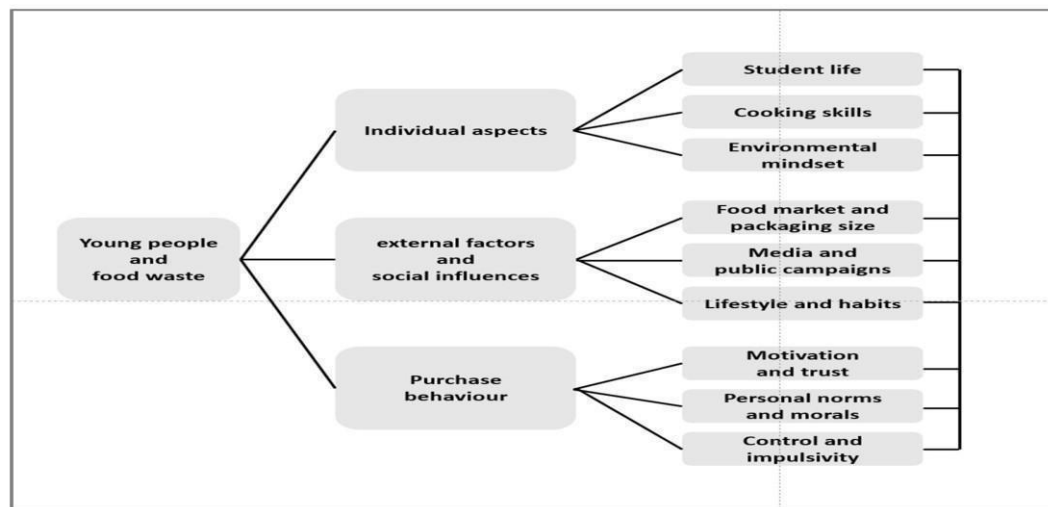 Young people
and
food waste
Individual aspects
external factors
and
social influences
Purchase
behaviour
Student life
Cooking skills
Environmental
mindset
Food market and
packaging size
Media and
public campaigns
Lifestyle and habits
Motivation
and trust
Personal norms
and morals
Control and
impulsivity